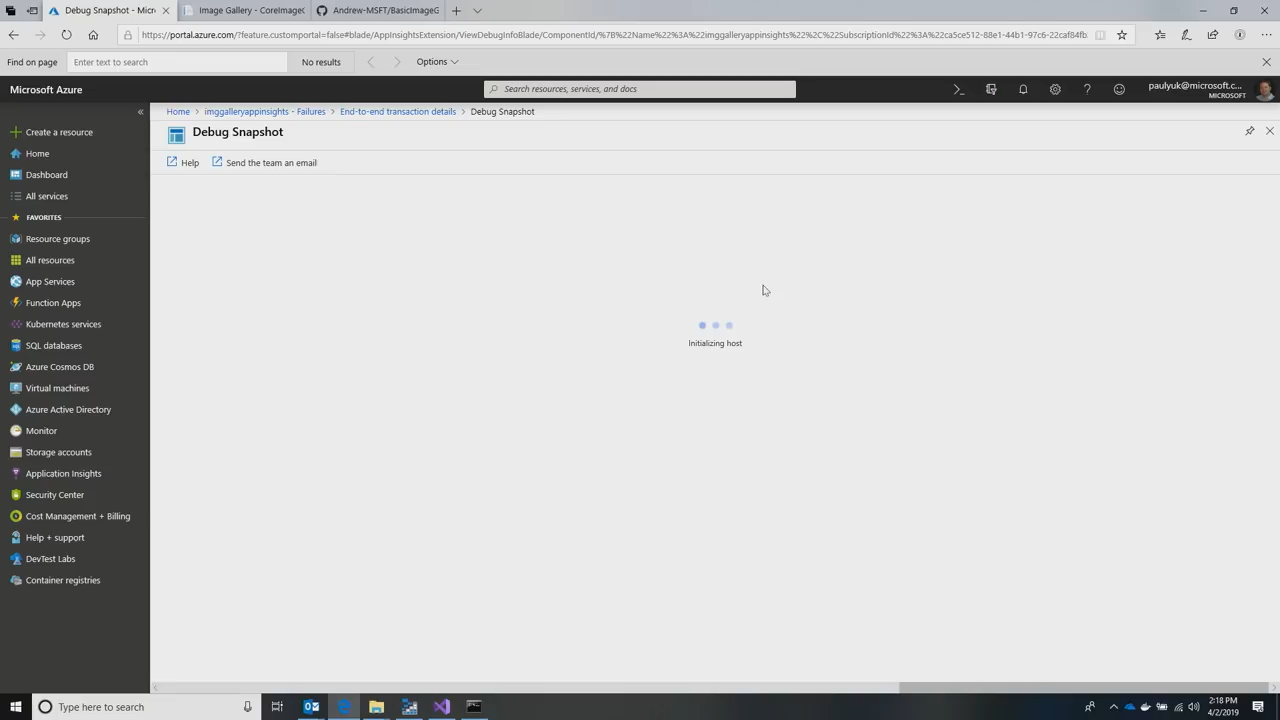 Debug Snapshot - Micr
Image Gallery - CoreImageG
Andrew-MSFT/BasicImageG
https://portal.azure.com/?feature.customportal=false#blade/AppInsightsExtension/ViewDebugInfoBlade/ComponentId/%7B%22Name%22%3A%22imggalleryappinsights%22%2C%22SubscriptionId%22%3A%22ca5ce512-88e1-44b1-97c6-22caf84fb2
Find on page
Enter text to search
No results
Options
Microsoft Azure
Search resources, services, and docs
paulyuk@microsoft.c...
MICROSOFT
Home > imggalleryappinsights - Failures > End-to-end transaction details > Debug Snapshot
Debug Snapshot
Help
Send the team an email
Create a resource
Home
Dashboard
All services
FAVORITES
Resource groups
All resources
App Services
Function Apps
Kubernetes services
SQL databases
Azure Cosmos DB
Virtual machines
Azure Active Directory
Monitor
Storage accounts
Application Insights
Security Center
Cost Management + Billing
Help + support
DevTest Labs
Container registries
Initializing host
Type here to search
2:18 PM
4/2/2019